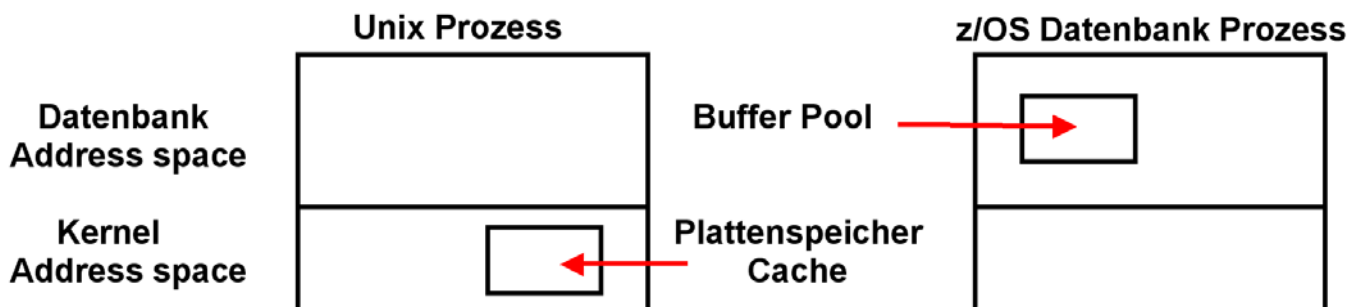 Unix Prozess
z/OS Datenbank Prozess
Datenbank
Address space
Buffer Pool
Kernel
Address space
Plattenspeicher
Cache